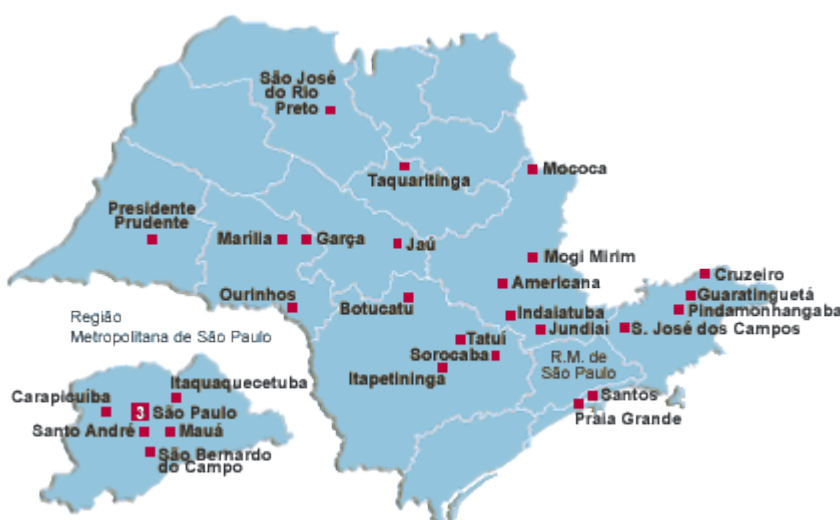 São José
do Rio
Preto
Taquaritinga
Mococa
Presidente
Prudente
Marília
Garça
Jaú
Mogi Mirim
Cruzeiro
Americana
Guaratinguetá
Ourinhos
Botucatu
Pindamonhangaba
Indaiatuba
Região
Metropolitana de São Paulo
Jundiaí
S. José dos Campos
Tatuí
Sorocaba
R.M. de
São Paulo
Itapetininga
Itaquaquecetuba
Carapicuíba
Santos
3
São Paulo
Praia Grande
Santo André
Mauá
São Bernardo
do Campo